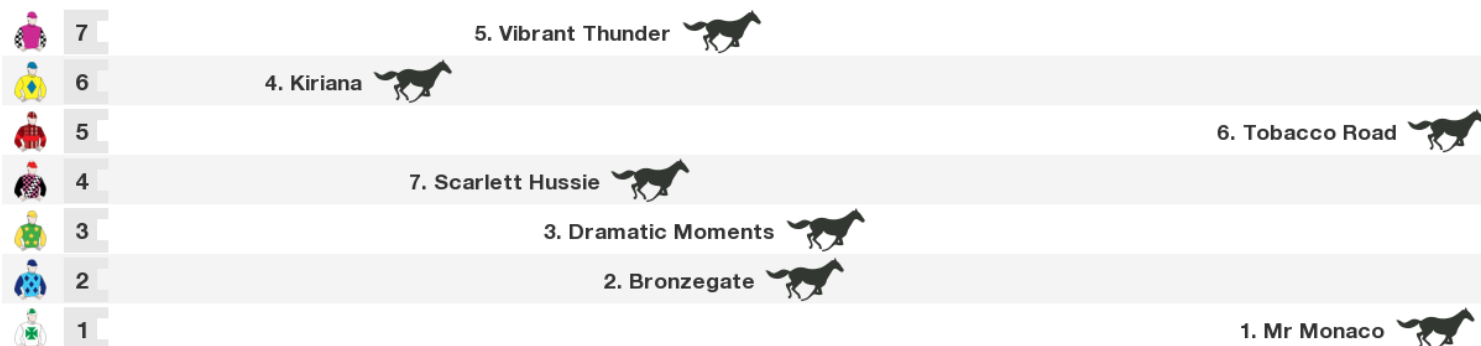 7 5. Vibrant Thunder
6 4. Kiriana
5 6. Tobacco Road
4 7. Scarlett Hussie
3 3. Dramatic Moments
2 2. Bronzegate
1 1. Mr Monaco